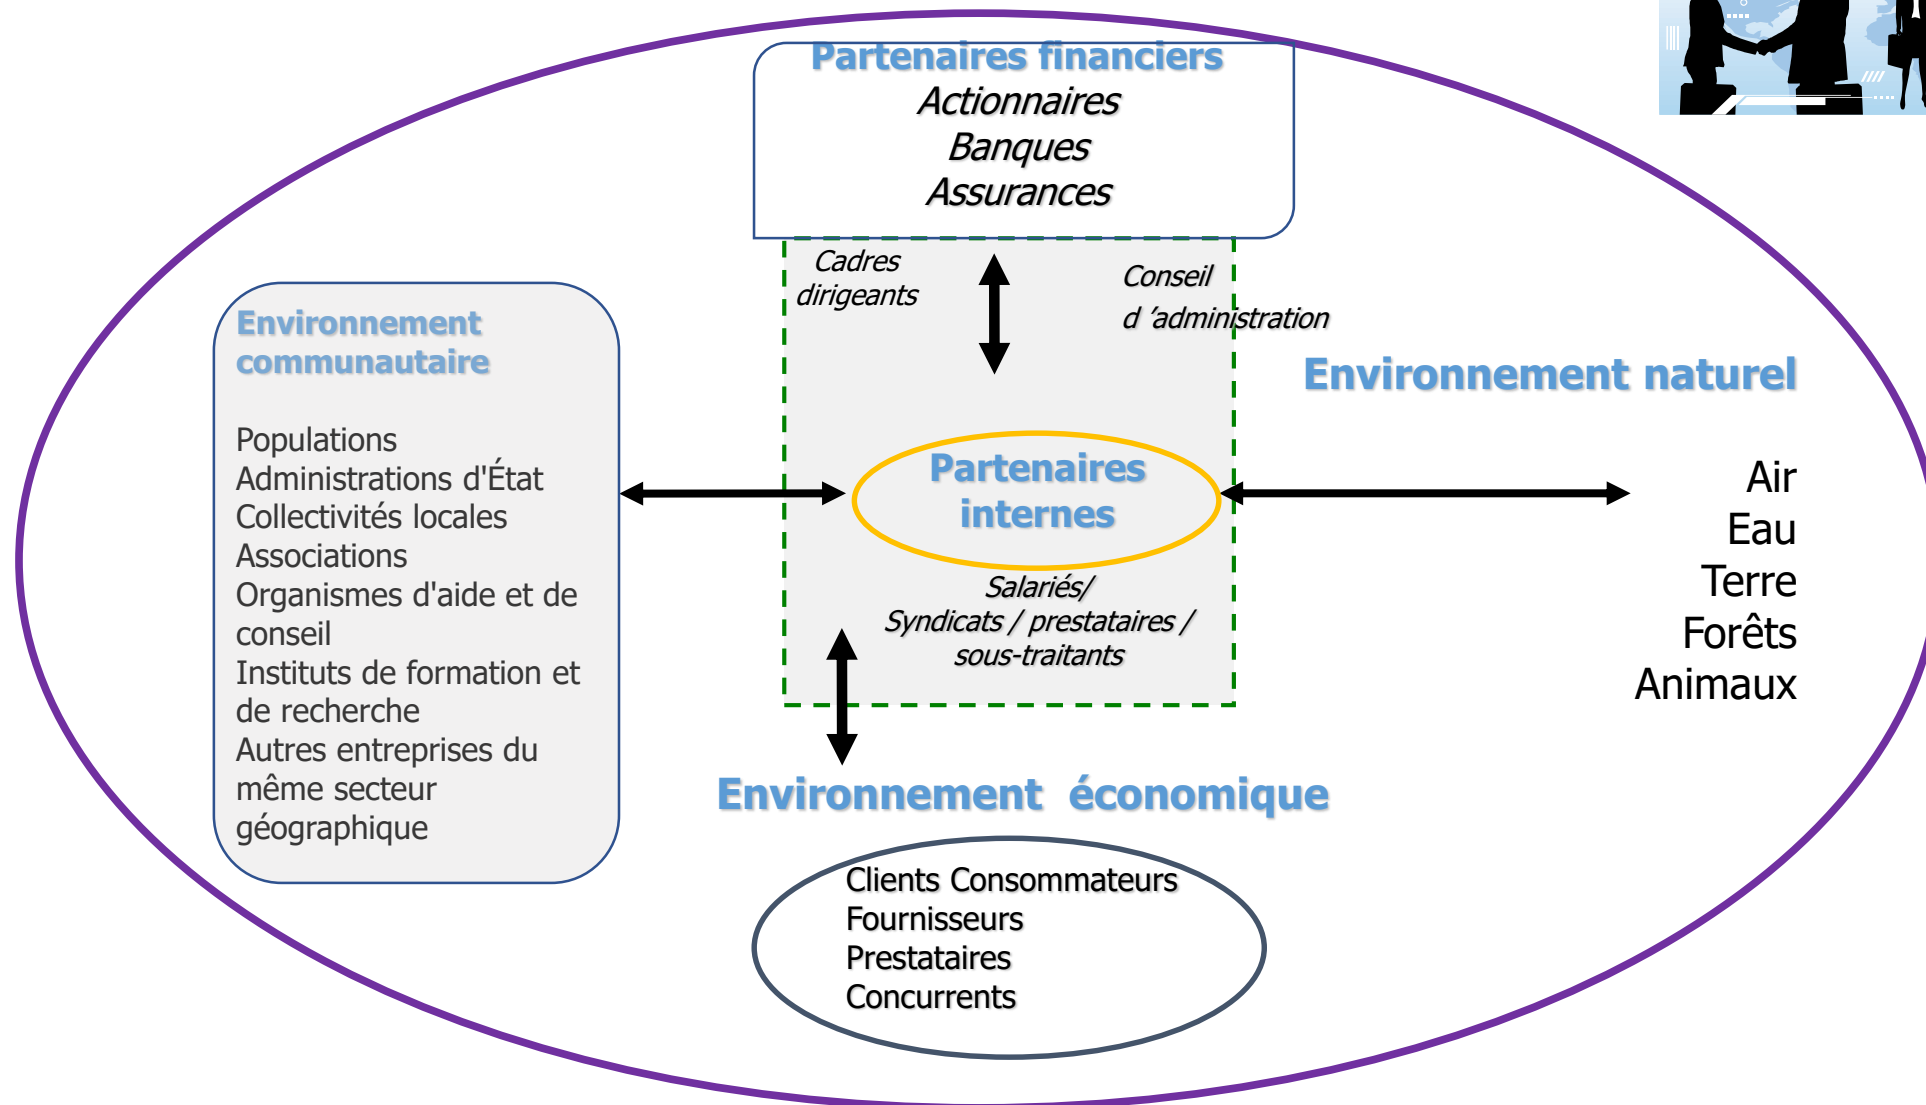 Partenaires financiers
Actionnaires
Banques
Assurances
Cadres
dirigeants
Conseil
d ’administration
Environnement
communautaire
Populations
Administrations d'État
Collectivités locales
Associations
Organismes d'aide et de
conseil
Instituts de formation et
de recherche
Autres entreprises du
même secteur
géographique
Partenaires
internes
Salariés/
Syndicats / prestataires /
sous-traitants
Environnement naturel
Air
Eau
Terre
Forêts
Animaux
Environnement  économique
Clients Consommateurs
Fournisseurs
Prestataires
Concurrents